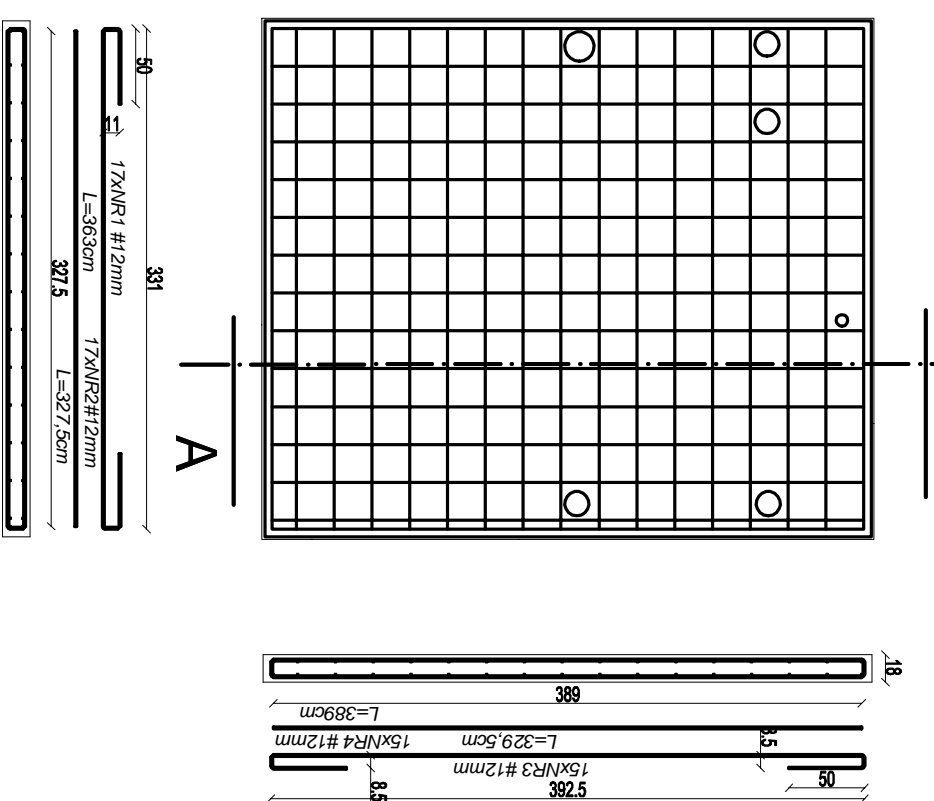 50
11
17xNR1 #12mm
L=363cm
331
327.5
17xNR2#12mm
L=327,5cm
A
18
389
L=389cm
15xNR4 #12mm
L=329,5cm
8.5
15xNR3 #12mm
50
8.5
392.5